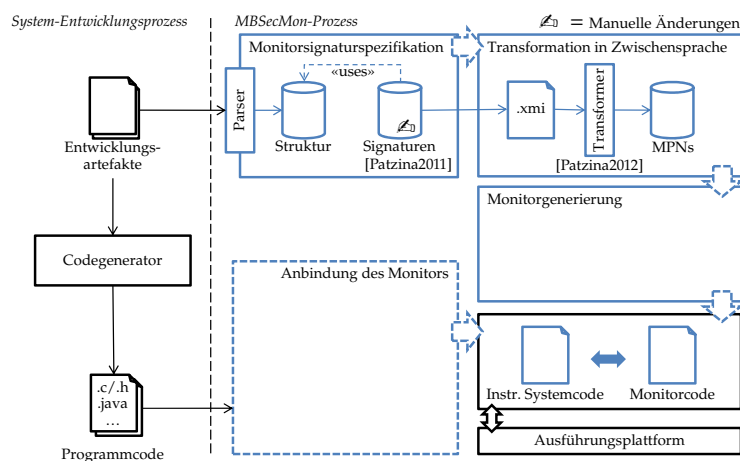 System-Entwicklungsprozess
MBSecMon-Prozess
✍ = Manuelle Änderungen
Monitorsignaturspezifikation
Transformation in Zwischensprache
«uses»
Parser
Struktur
Signaturen
[Patzina2011]
.xmi
Transformer
[Patzina2012]
MPNs
Entwicklungs-
artefakte
Monitorgenerierung
Codegenerator
Anbindung des Monitors
Instr. Systemcode
Monitorcode
.c/.h
.java
…
Programmcode
Ausführungsplattform